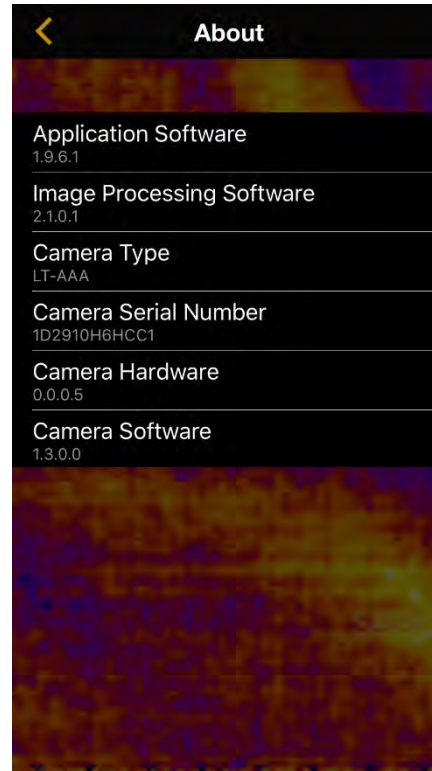 About
Application Software
1.9.6.1
Image Processing Software
2.1.0.1
Camera Type
LT-AAA
Camera Serial Number
1D2910H6HCC1
Camera Hardware
0.0.0.5
Camera Software
1.3.0.0